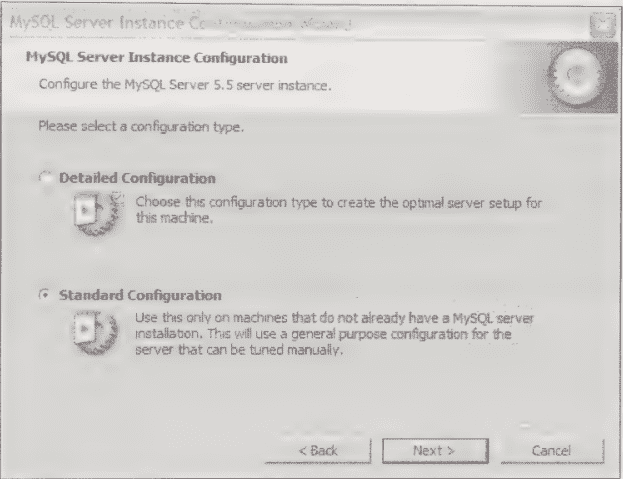 MySQL Server Instance Configuration Wizard
MySQL Server Instance Configuration
Configure the MySQL Server 5.5 server instance.
Please select a configuration type.
Detailed Configuration
Choose this configuration type to create the optimal server setup for
this machine.
Standard Configuration
Use this only on machines that do not already have a MySQL server
installation. This will use a general purpose configuration for the
server that can be tuned manually.
< Back
Next >
Cancel